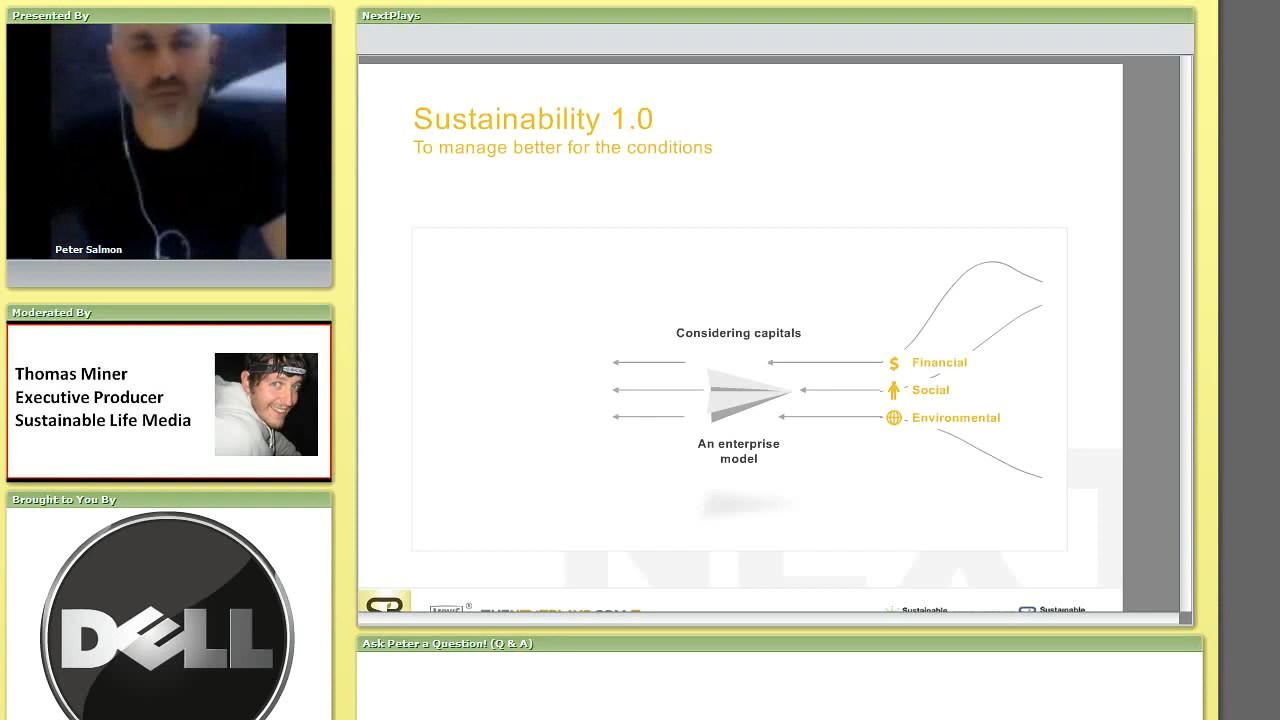 Presented By
Peter Salmon
Moderated By
Thomas Miner
Executive Producer
Sustainable Life Media
Brought to You By
DELL
NextPlays
Sustainability 1.0
To manage better for the conditions
Considering capitals
$ Financial
Social
Environmental
An enterprise
model
NEXT
SB
Sustainable
Sustainable
Ask Peter a Question! (Q & A)